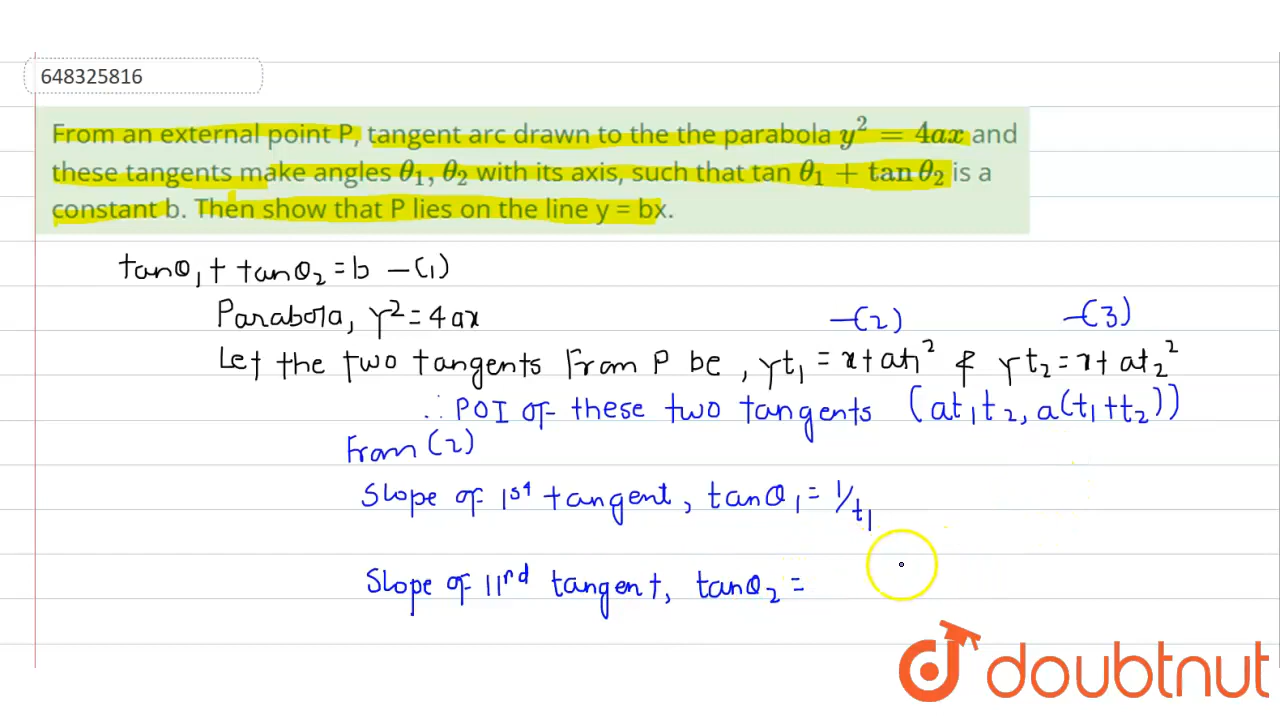 648325816
From an external point P, tangent arc drawn to the the parabola y² = 4ax and
these tangents make angles θ₁, θ₂ with its axis, such that tan θ₁ + tan θ₂ is a
constant b. Then show that P lies on the line y = bx.
tanθ₁ + tanθ₂ = b –(1)
Parabola, y² = 4ax
–(2) –(3)
Let the two tangents From P be, yt₁ = x+at₁² & yt₂ = x+at₂²
∴ POI of these two tangents (at₁t₂, a(t₁+t₂))
From (2)
Slope of 1st tangent, tanθ₁ = 1/t₁
Slope of IIrd tangent, tanθ₂ =
doubtnut